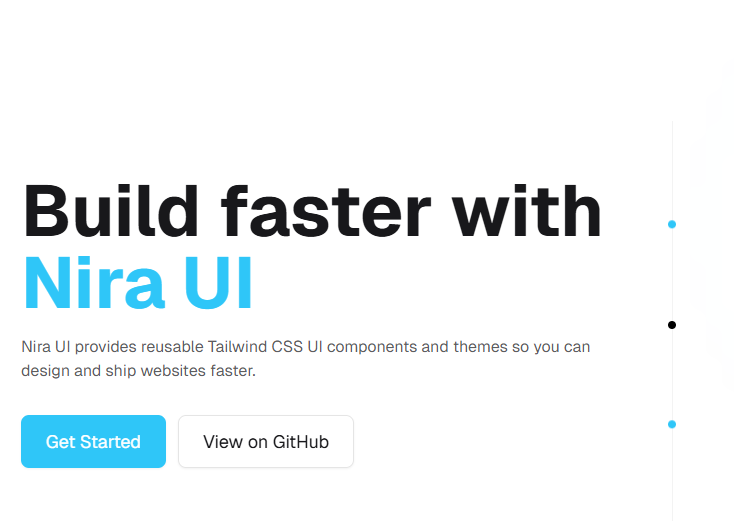 Build faster with
Nira UI
Nira UI provides reusable Tailwind CSS UI components and themes so you can
design and ship websites faster.
Get Started
View on GitHub